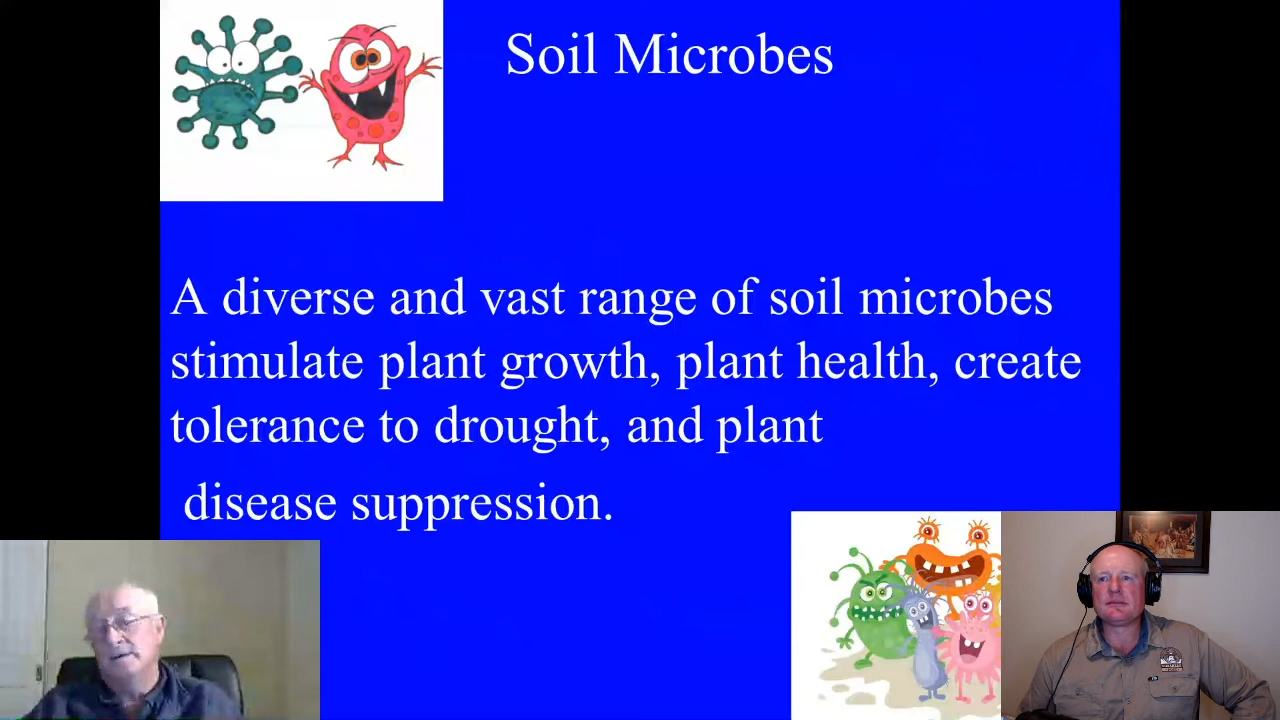 Soil Microbes
A diverse and vast range of soil microbes
stimulate plant growth, plant health, create
tolerance to drought, and plant
disease suppression.